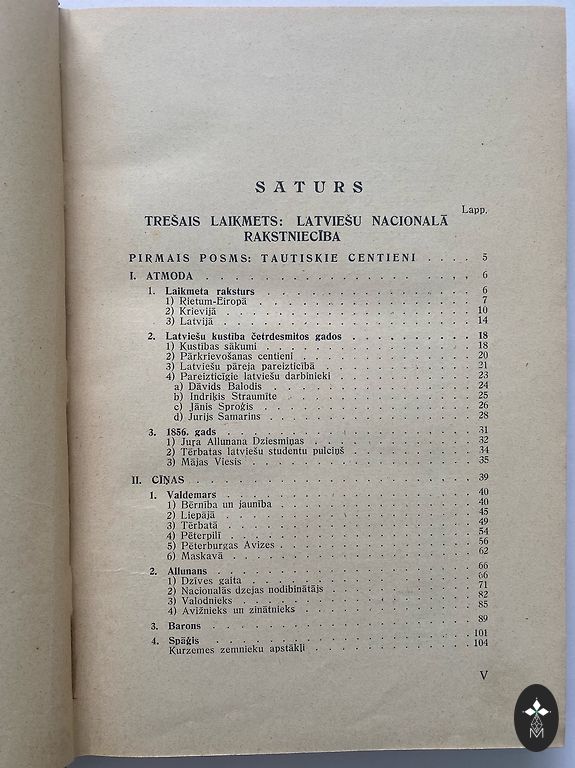 SATURS
Lapp.
TREŠAIS LAIKMETS: LATVIEŠU NACIONALĀ
RAKSTNIECĪBA
PIRMAIS POSMS: TAUTISKIE CENTIENI . . . . 5
I. ATMODA . . . . 6
1. Laikmeta raksturs . . . . 6
1) Rietum-Eiropā . . . . 7
2) Krievijā . . . . 10
3) Latvijā . . . . 14
2. Latviešu kustība četrdesmitos gados . . . . 18
1) Kustības sākumi . . . . 18
2) Pārkrievošanas centieni . . . . 20
3) Latviešu pāreja pareizticībā . . . . 21
4) Pareizticīgie latviešu darbinieki . . . . 23
a) Dāvids Balodis . . . . 24
b) Indriķis Straumīte . . . . 25
c) Jānis Sproģis . . . . 26
d) Jurijs Samarins . . . . 28
3. 1856. gads . . . . 31
1) Jura Allunana Dziesmiņas . . . . 32
2) Tērbatas latviešu studentu pulciņš . . . . 34
3) Mājas Viesis . . . . 35
II. CĪŅAS . . . . 39
1. Valdemars . . . . 40
1) Bērnība un jaunība . . . . 40
2) Liepājā . . . . 45
3) Tērbatā . . . . 49
4) Pēterpilī . . . . 54
5) Pēterburgas Avizes . . . . 56
6) Maskavā . . . . 62
2. Allunans . . . . 66
1) Dzīves gaita . . . . 66
2) Nacionalās dzejas nodibinātājs . . . . 71
3) Valodnieks . . . . 82
4) Avižnieks un zinātnieks . . . . 85
3. Barons . . . . 89
4. Spāģis . . . . 101
Kurzemes zemnieku apstākļi . . . . 104
V
M